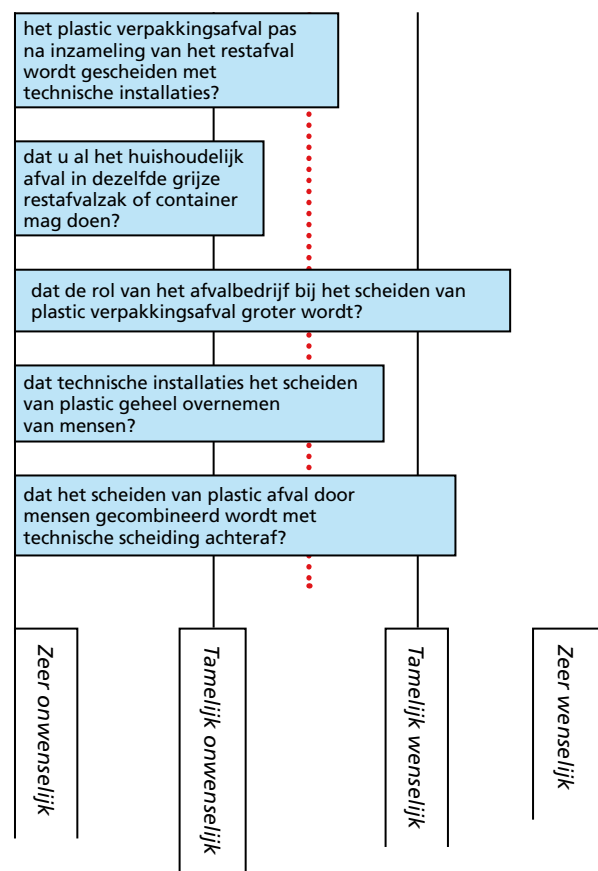 het plastic verpakkingsafval pas
na inzameling van het restafval
wordt gescheiden met
technische installaties?
dat u al het huishoudelijk
afval in dezelfde grijze
restafvalzak of container
mag doen?
dat de rol van het afvalbedrijf bij het scheiden van
plastic verpakkingsafval groter wordt?
dat technische installaties het scheiden
van plastic geheel overnemen
van mensen?
dat het scheiden van plastic afval door
mensen gecombineerd wordt met
technische scheiding achteraf?
Zeer onwenselijk
Tamelijk onwenselijk
Tamelijk wenselijk
Zeer wenselijk